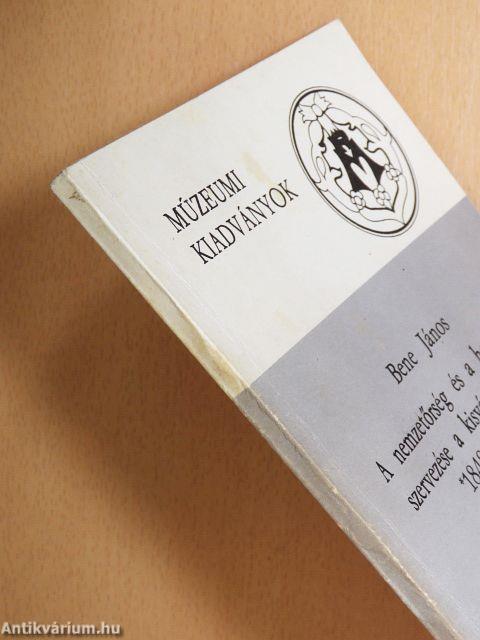 MÚZEUMI
KIADVÁNYOK
Bene János
A nemzetőrség és a
szervezése a
Antikvárium.hu